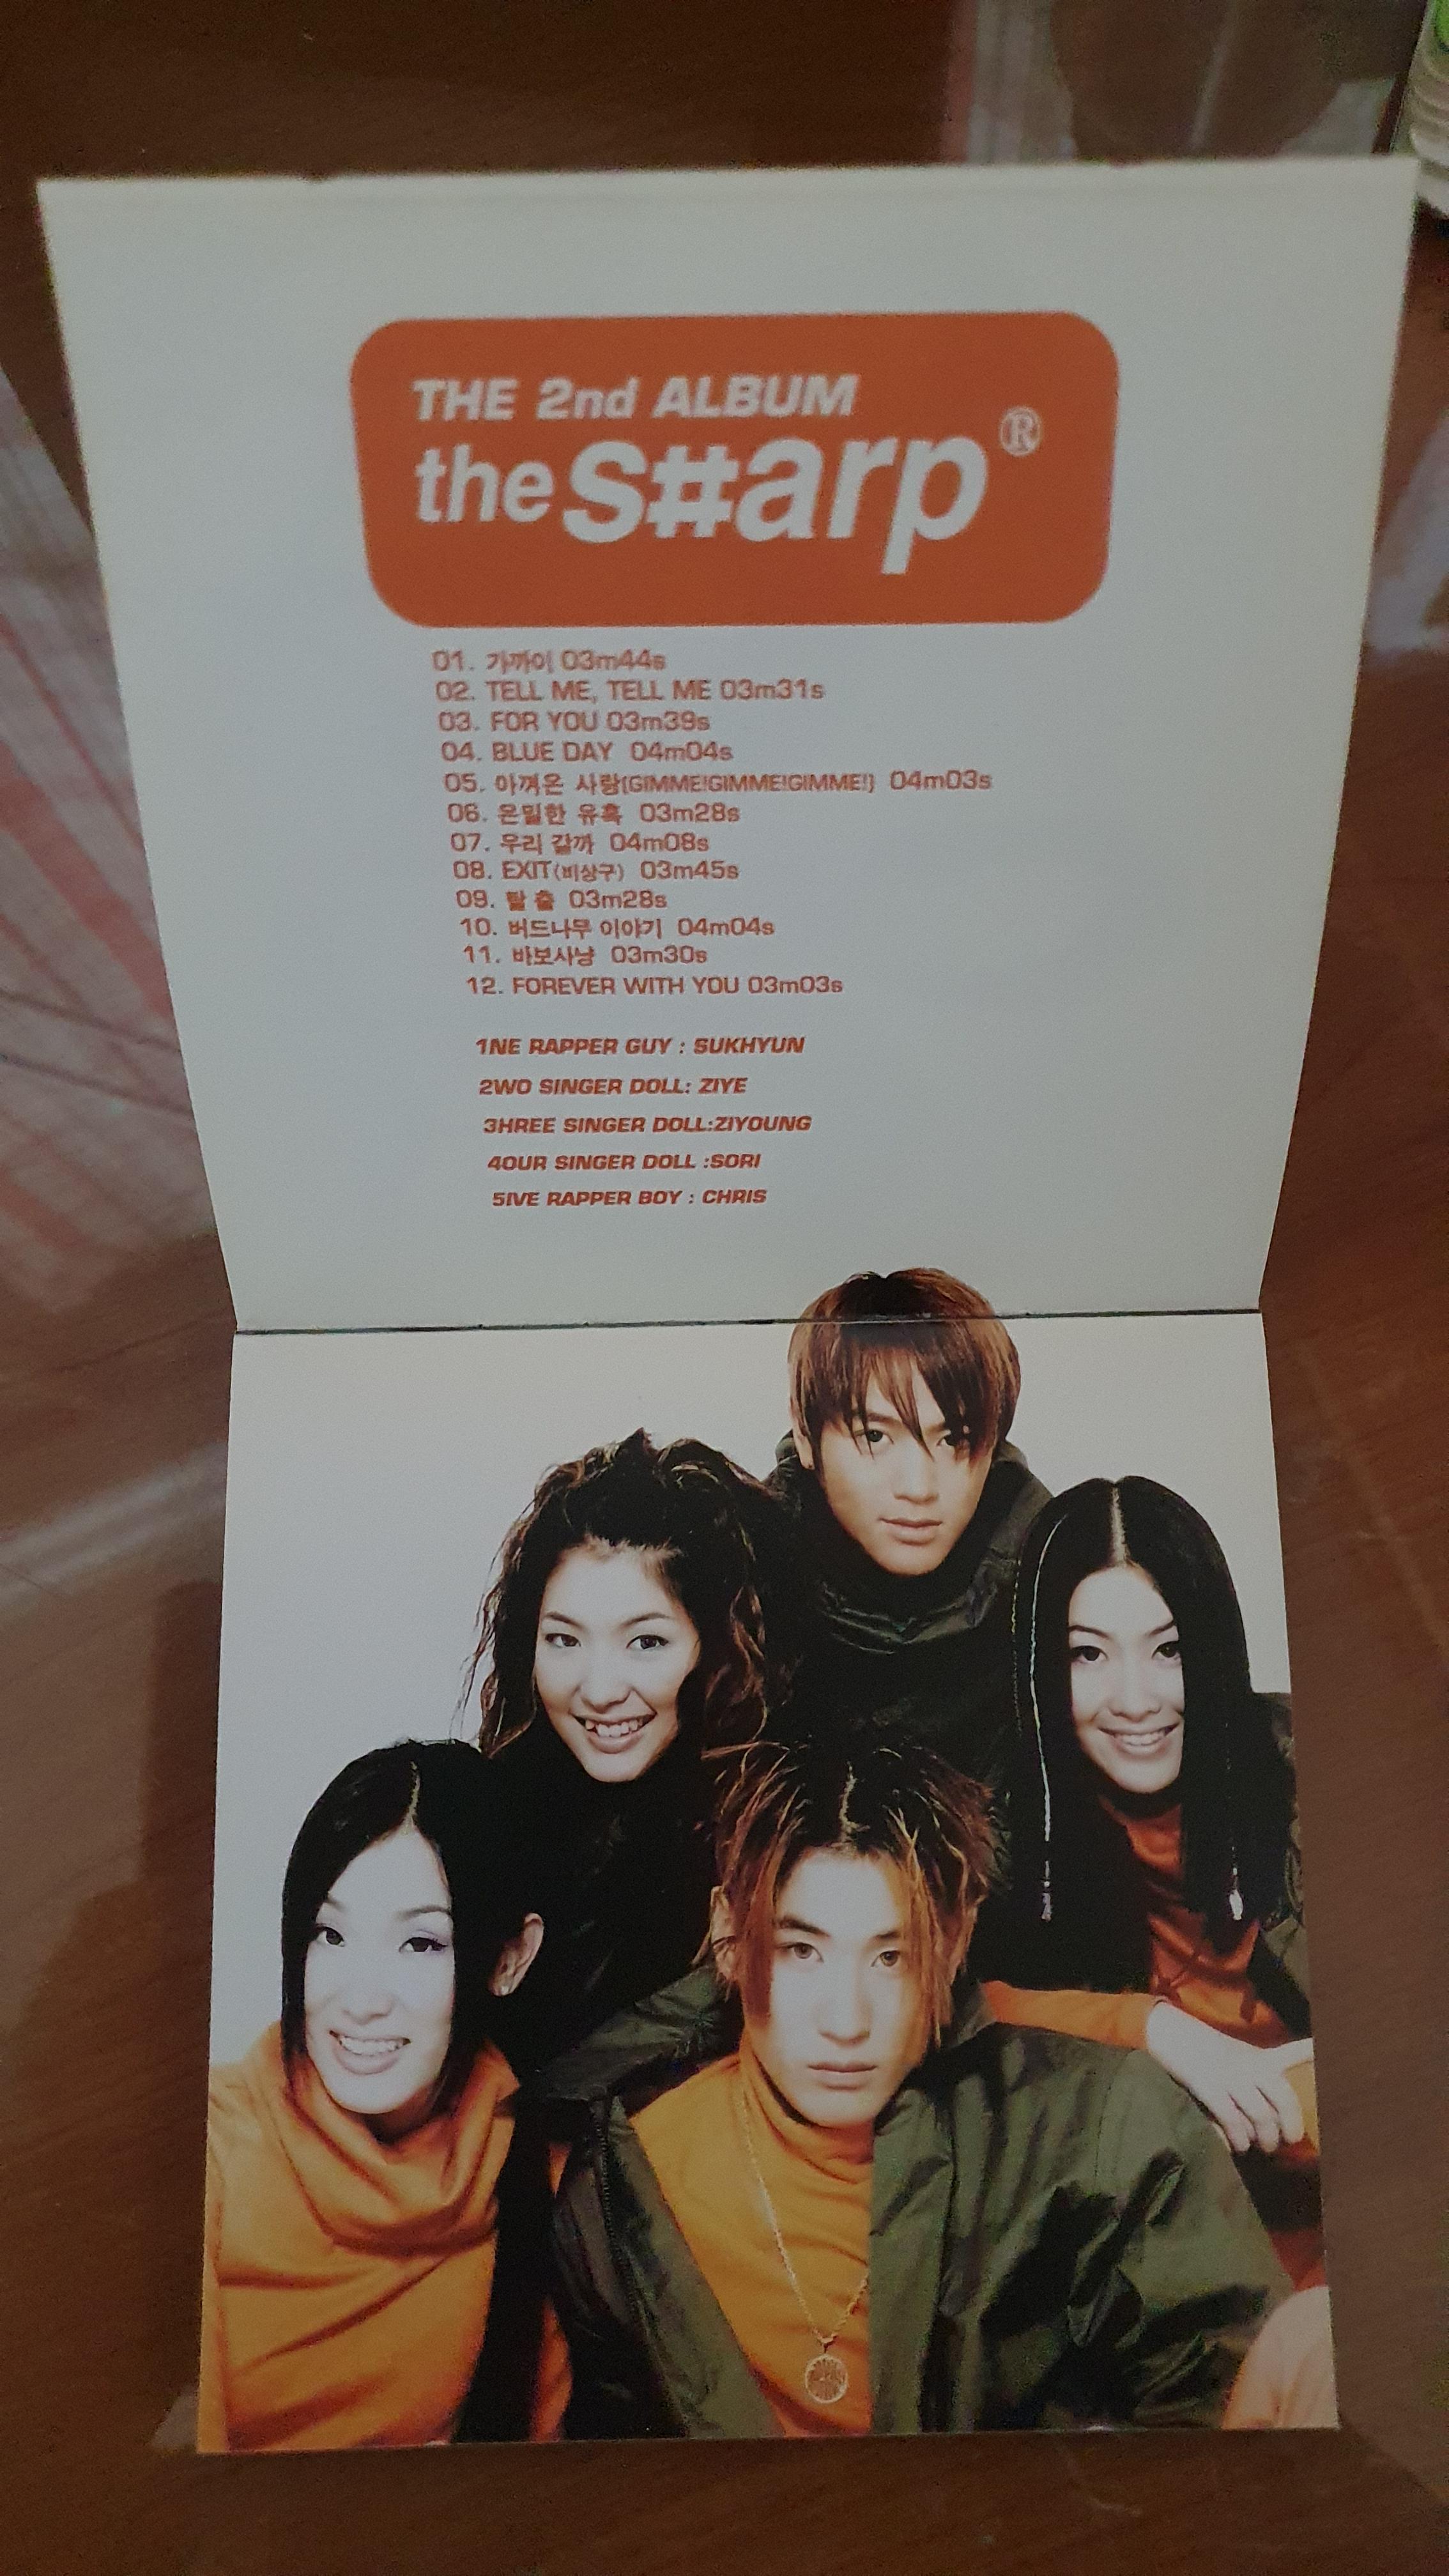 THE 2nd ALBUM
the s#arp®
01. 가까이 03m44s
02. TELL ME, TELL ME 03m31s
03. FOR YOU 03m39s
04. BLUE DAY 04m04s
05. 아껴온 사랑(GIMME!GIMME!GIMME!) 04m03s
06. 은밀한 유혹 03m28s
07. 우리 갈까 04m08s
08. EXIT(비상구) 03m45s
09. 탈 출 03m28s
10. 버드나무 이야기 04m04s
11. 바보사냥 03m30s
12. FOREVER WITH YOU 03m03s
1NE RAPPER GUY : SUKHYUN
2WO SINGER DOLL: ZIYE
3HREE SINGER DOLL:ZIYOUNG
4OUR SINGER DOLL :SORI
5IVE RAPPER BOY : CHRIS